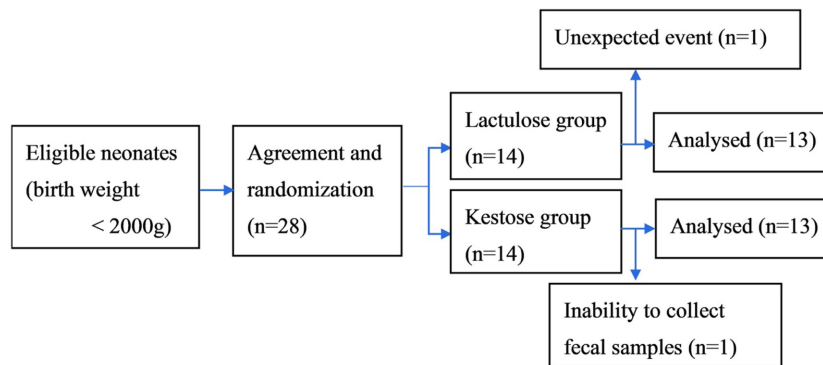 Unexpected event (n=1)
Eligible neonates
(birth weight
< 2000g)
Agreement and
randomization
(n=28)
Lactulose group
(n=14)
Analysed (n=13)
Kestose group
(n=14)
Analysed (n=13)
Inability to collect
fecal samples (n=1)